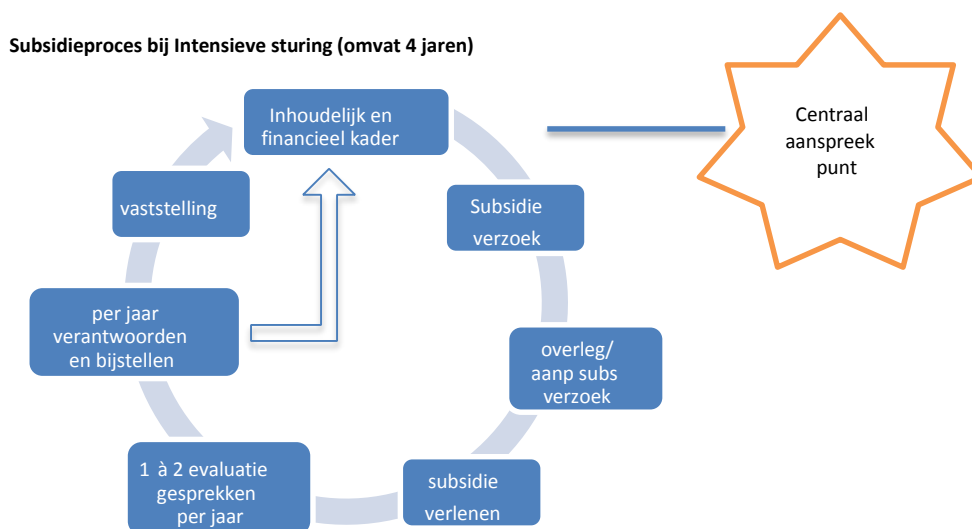 Subsidieproces bij Intensieve sturing (omvat 4 jaren)
Inhoudelijk en
financieel kader
Centraal
aanspreek
punt
Subsidie
verzoek
overleg/
aanp subs
verzoek
subsidie
verlenen
1 à 2 evaluatie
gesprekken
per jaar
per jaar
verantwoorden
en bijstellen
vaststelling